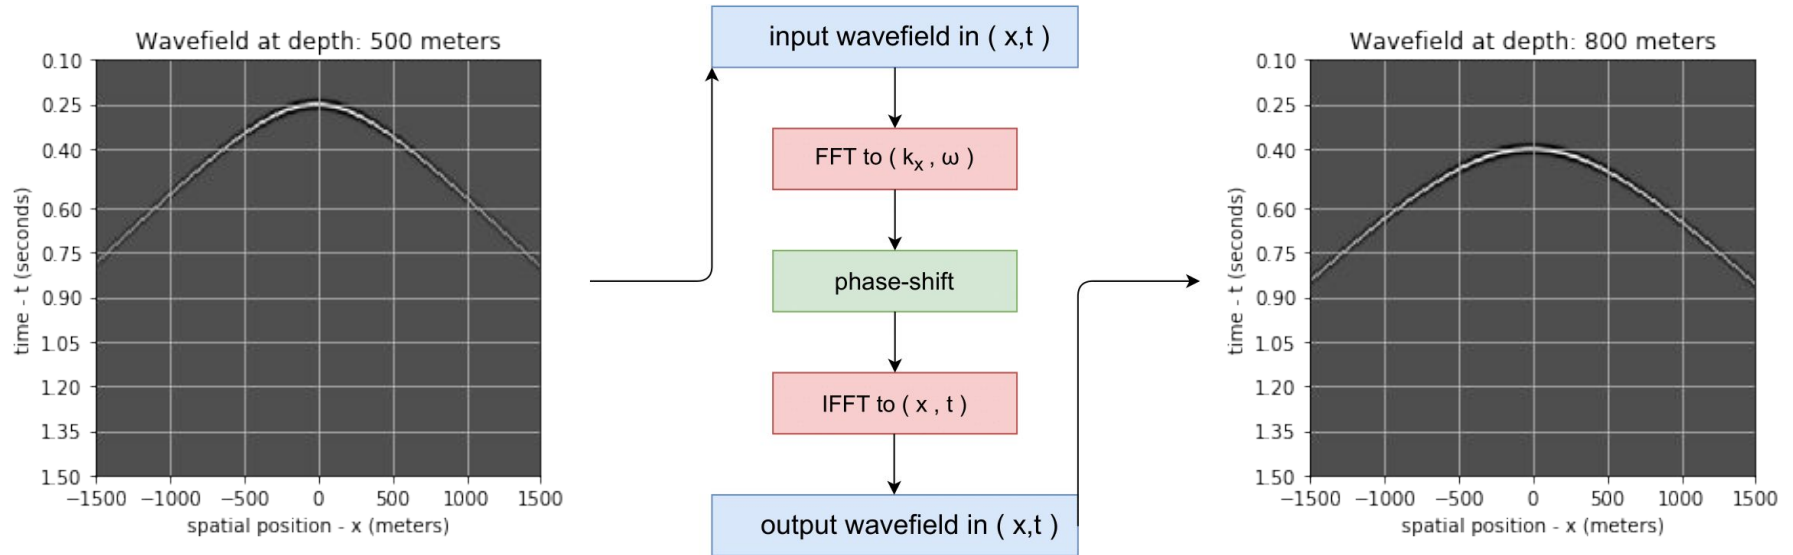 Wavefield at depth: 500 meters
0.10
0.25
0.40
0.60
0.75
0.90
1.05
1.20
1.35
1.50
time - t (seconds)
−1500 −1000 −500 0 500 1000 1500
spatial position - x (meters)
input wavefield in ( x,t )
FFT to ( kx , ω )
phase-shift
IFFT to ( x , t )
output wavefield in ( x,t )
Wavefield at depth: 800 meters
0.10
0.25
0.40
0.60
0.75
0.90
1.05
1.20
1.35
1.50
time - t (seconds)
−1500 −1000 −500 0 500 1000 1500
spatial position - x (meters)